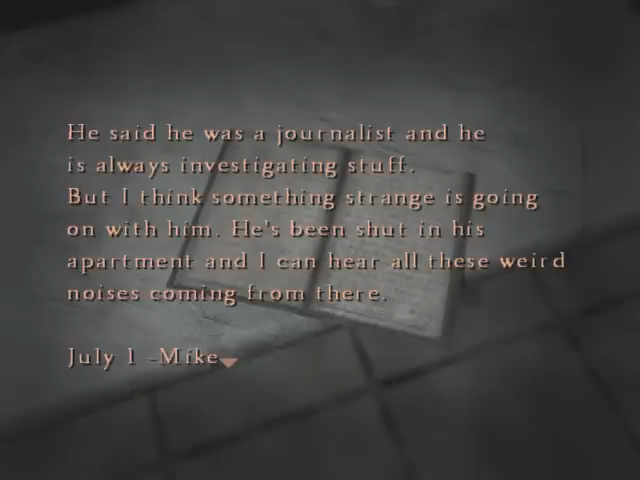 He said he was a journalist and he
is always investigating stuff.
But I think something strange is going
on with him. He's been shut in his
apartment and I can hear all these weird
noises coming from there.
July 1 -Mike